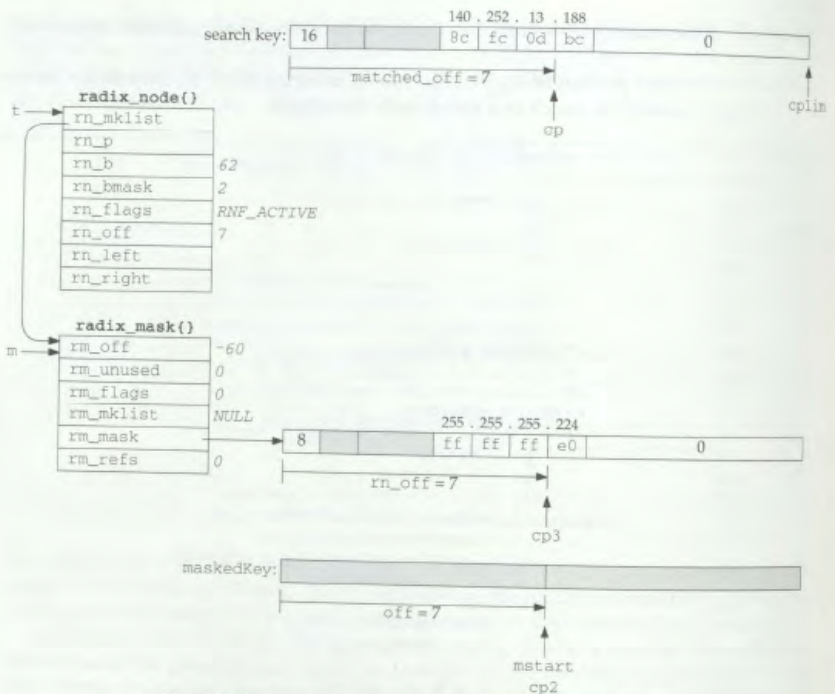 140 . 252 . 13 . 188
search key: 16 8c fc 0d bc 0
matched_off = 7
cp
cplim
radix_node{}
t
rn_mklist
rn_p
rn_b 62
rn_bmask 2
rn_flags RNF_ACTIVE
rn_off 7
rn_left
rn_right
radix_mask{}
m
rm_off -60
rm_unused 0
rm_flags 0
rm_mklist NULL
rm_mask
rm_refs 0
255 . 255 . 255 . 224
8 ff ff ff e0 0
rn_off = 7
cp3
maskedKey:
off = 7
mstart
cp2